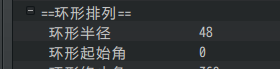 ==环形排列==
环形半径 48
环形起始角 0